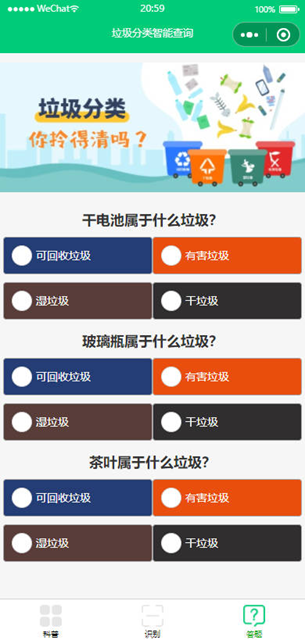 ●●●●● WeChat 20:59 100%
垃圾分类智能查询
垃圾分类
你拎得清吗？
干电池属于什么垃圾?
可回收垃圾 有害垃圾
湿垃圾 干垃圾
玻璃瓶属于什么垃圾?
可回收垃圾 有害垃圾
湿垃圾 干垃圾
茶叶属于什么垃圾?
可回收垃圾 有害垃圾
湿垃圾 干垃圾
科普 识别 答题